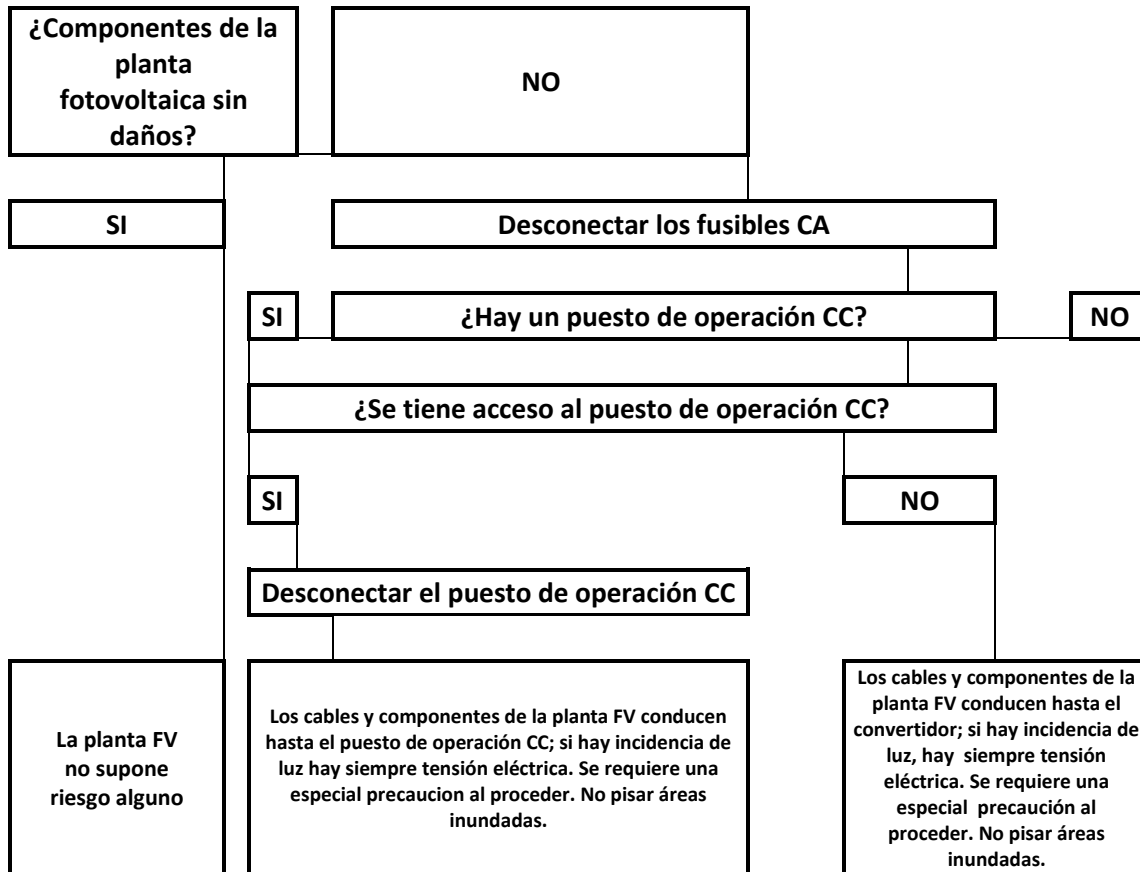 ¿Componentes de la
planta
fotovoltaica sin
daños?
NO
SI
Desconectar los fusibles CA
SI
¿Hay un puesto de operación CC?
NO
¿Se tiene acceso al puesto de operación CC?
SI
NO
Desconectar el puesto de operación CC
La planta FV
no supone
riesgo alguno
Los cables y componentes de la planta FV conducen
hasta el puesto de operación CC; si hay incidencia de
luz hay siempre tensión eléctrica. Se requiere una
especial precaucion al proceder. No pisar áreas
inundadas.
Los cables y componentes de la
planta FV conducen hasta el
convertidor; si hay incidencia de
luz, hay siempre tensión
eléctrica. Se requiere una
especial precaución al
proceder. No pisar áreas
inundadas.